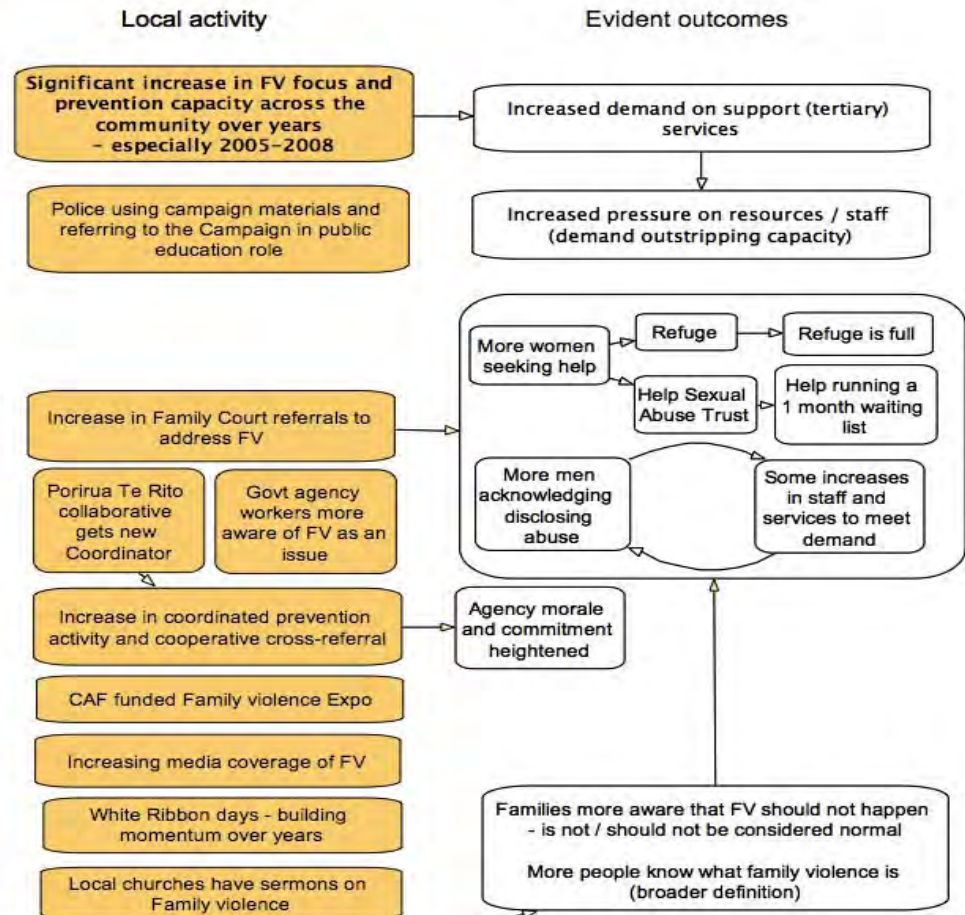 Local activity
Evident outcomes
Significant increase in FV focus and
prevention capacity across the
community over years
– especially 2005–2008
Increased demand on support (tertiary)
services
Police using campaign materials and
referring to the Campaign in public
education role
Increased pressure on resources / staff
(demand outstripping capacity)
More women
seeking help
Refuge
Refuge is full
Help Sexual
Abuse Trust
Help running a
1 month waiting
list
Increase in Family Court referrals to
address FV
More men
acknowledging
disclosing
abuse
Some increases
in staff and
services to meet
demand
Porirua Te Rito
collaborative
gets new
Coordinator
Govt agency
workers more
aware of FV as an
issue
Increase in coordinated prevention
activity and cooperative cross-referral
Agency morale
and commitment
heightened
CAF funded Family violence Expo
Increasing media coverage of FV
White Ribbon days - building
momentum over years
Local churches have sermons on
Family violence
Families more aware that FV should not happen
- is not / should not be considered normal
More people know what family violence is
(broader definition)